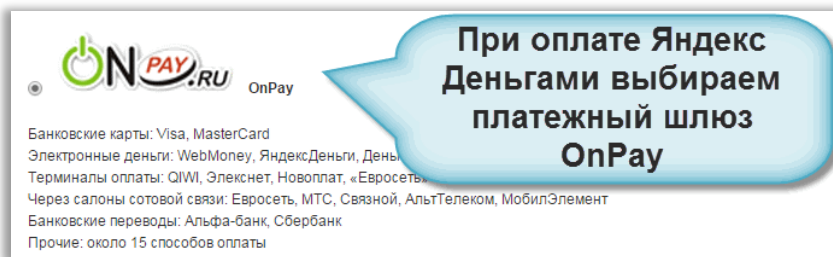 ONPAY.RU
OnPay
При оплате Яндекс
Деньгами выбираем
платежный шлюз
OnPay
Банковские карты: Visa, MasterCard
Электронные деньги: WebMoney, ЯндексДеньги,
Терминалы оплаты: QIWI, Элекснет, Новоплат, «Евросеть»
Через салоны сотовой связи: Евросеть, МТС, Связной, АльтТелеком, МобилЭлемент
Банковские переводы: Альфа-банк, Сбербанк
Прочие: около 15 способов оплаты